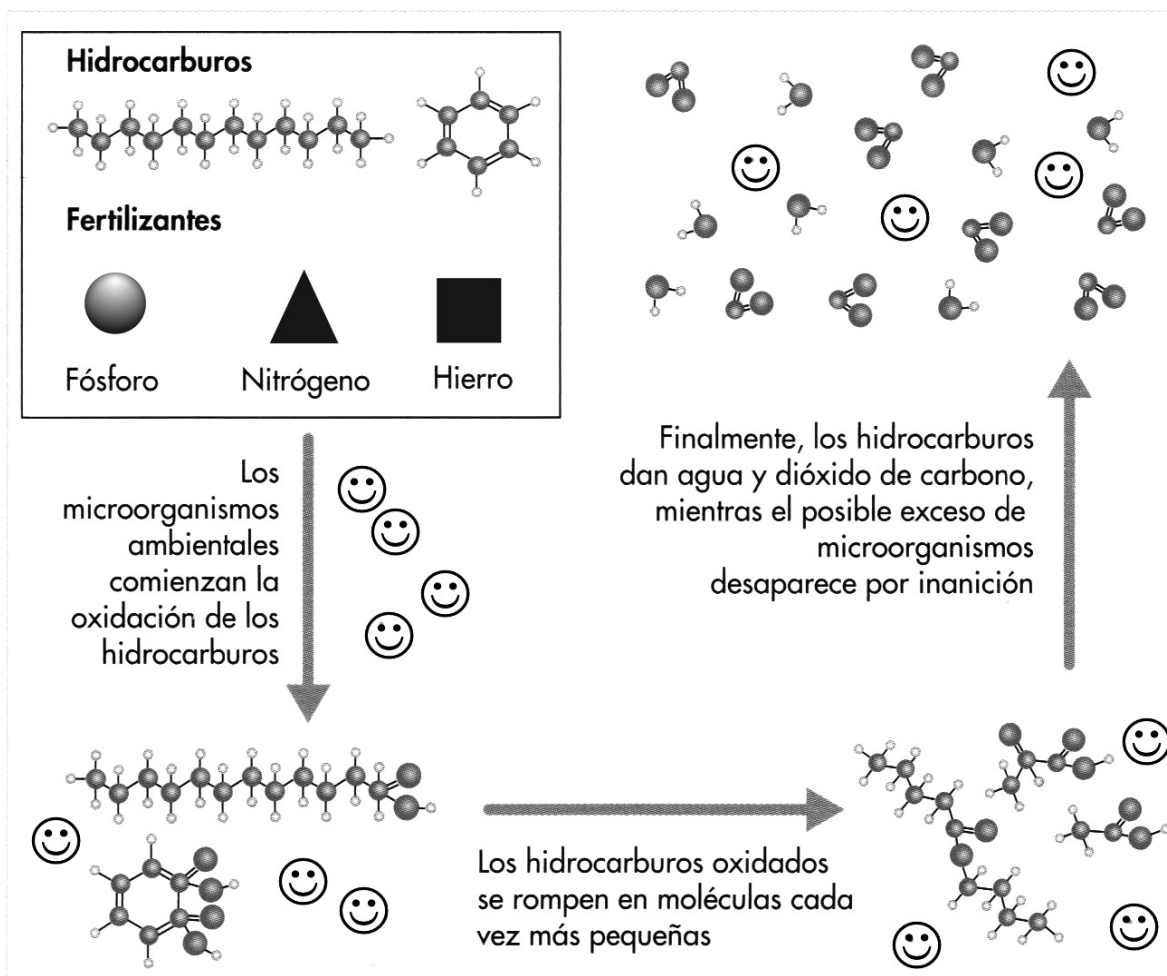 Hidrocarburos
Fertilizantes
Fósforo
Nitrógeno
Hierro
Los
microorganismos
ambientales
comienzan la
oxidación de los
hidrocarburos
Los hidrocarburos oxidados
se rompen en moléculas cada
vez más pequeñas
Finalmente, los hidrocarburos
dan agua y dióxido de carbono,
mientras el posible exceso de
microorganismos
desaparece por inanición